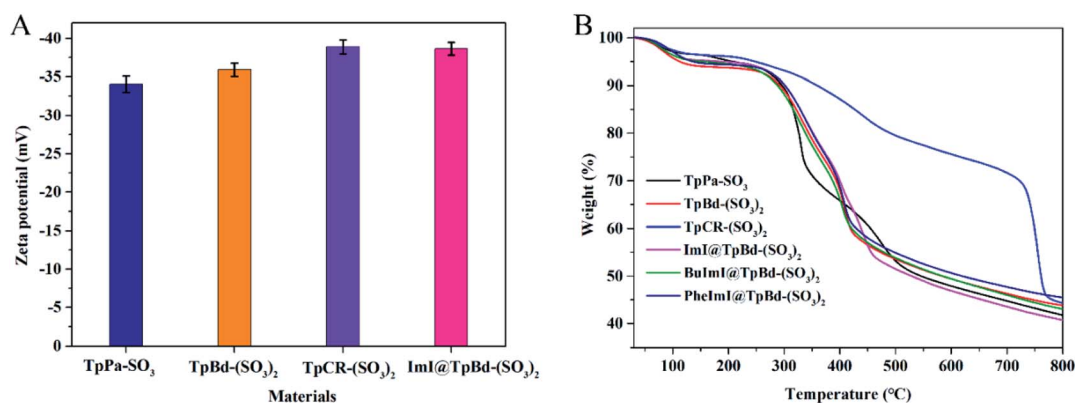 A
Zeta potential (mV)
-40
-35
-30
-25
-20
-15
-10
-5
0
TpPa-SO₃
TpBd-(SO₃)₂
TpCR-(SO₃)₂
ImI@TpBd-(SO₃)₂
Materials
B
Weight (%)
100
90
80
70
60
50
40
TpPa-SO₃
TpBd-(SO₃)₂
TpCR-(SO₃)₂
ImI@TpBd-(SO₃)₂
BuImI@TpBd-(SO₃)₂
PheImI@TpBd-(SO₃)₂
100 200 300 400 500 600 700 800
Temperature (°C)